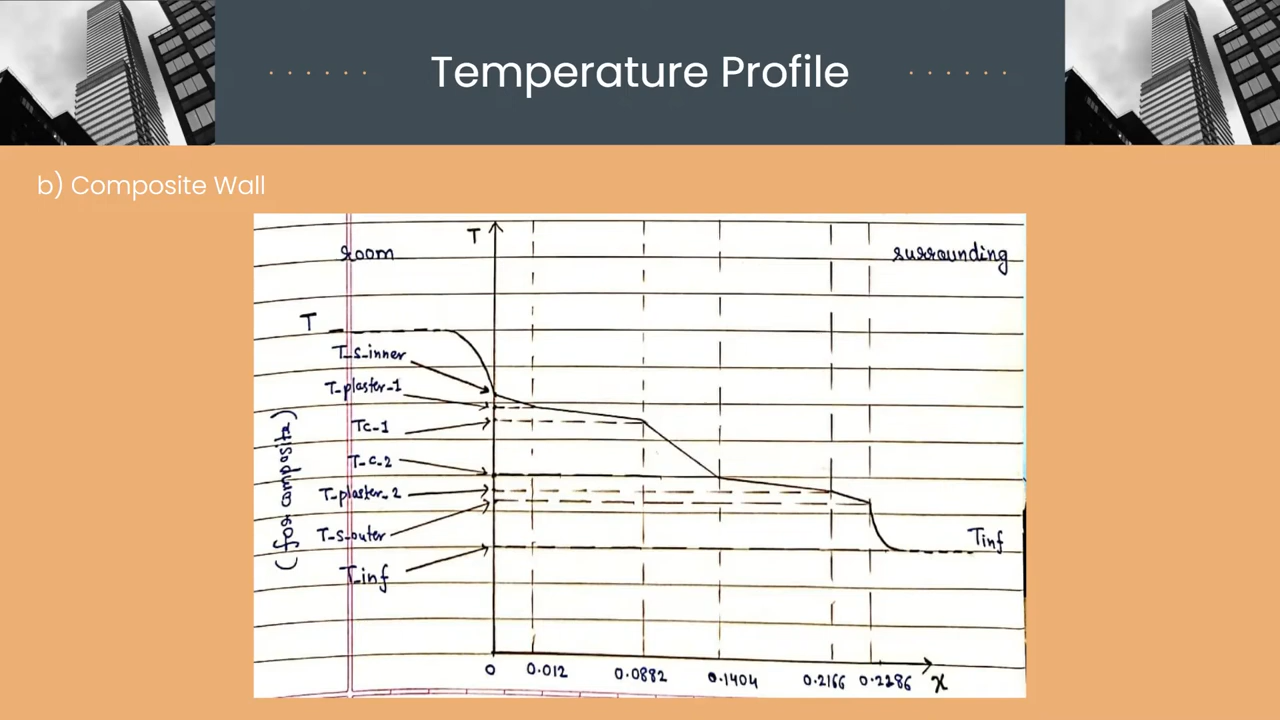 Temperature Profile
b) Composite Wall
T
room
surrounding
T
T_s_inner
T_plaster_1
Tc_1
T_c_2
T_plaster_2
T_s_outer
T_inf
Tinf
(for composite)
0 0.012 0.0882 0.1404 0.2166 0.2286 x